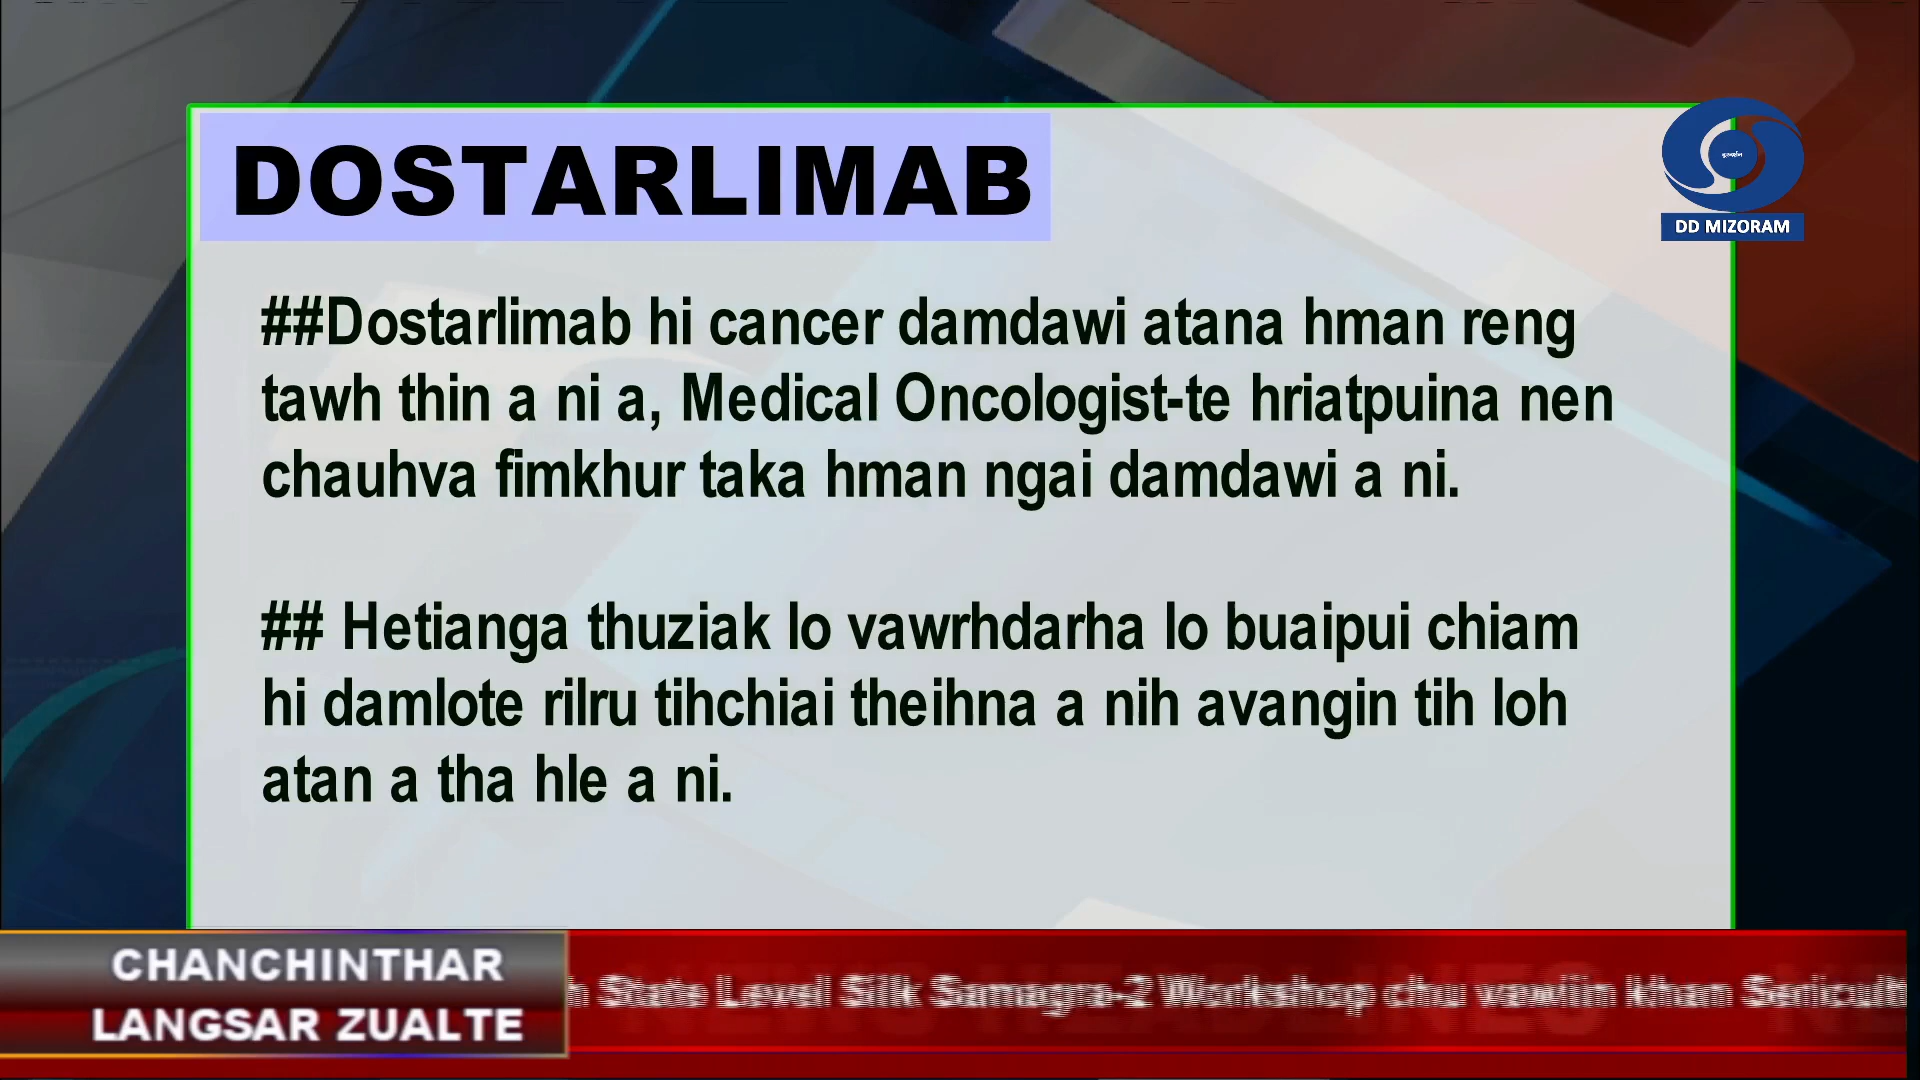 DOSTARLIMAB
DD MIZORAM
##Dostarlimab hi cancer damdawi atana hman reng
tawh thin a ni a, Medical Oncologist-te hriatpuina nen
chauhva fimkhur taka hman ngai damdawi a ni.
## Hetianga thuziak lo vawrhdarha lo buaipui chiam
hi damlote rilru tihchiai theihna a nih avangin tih loh
atan a tha hle a ni.
CHANCHINTHAR
LANGSAR ZUALTE
State Level Silk Samagra-2 Workshop chu vawiin khan